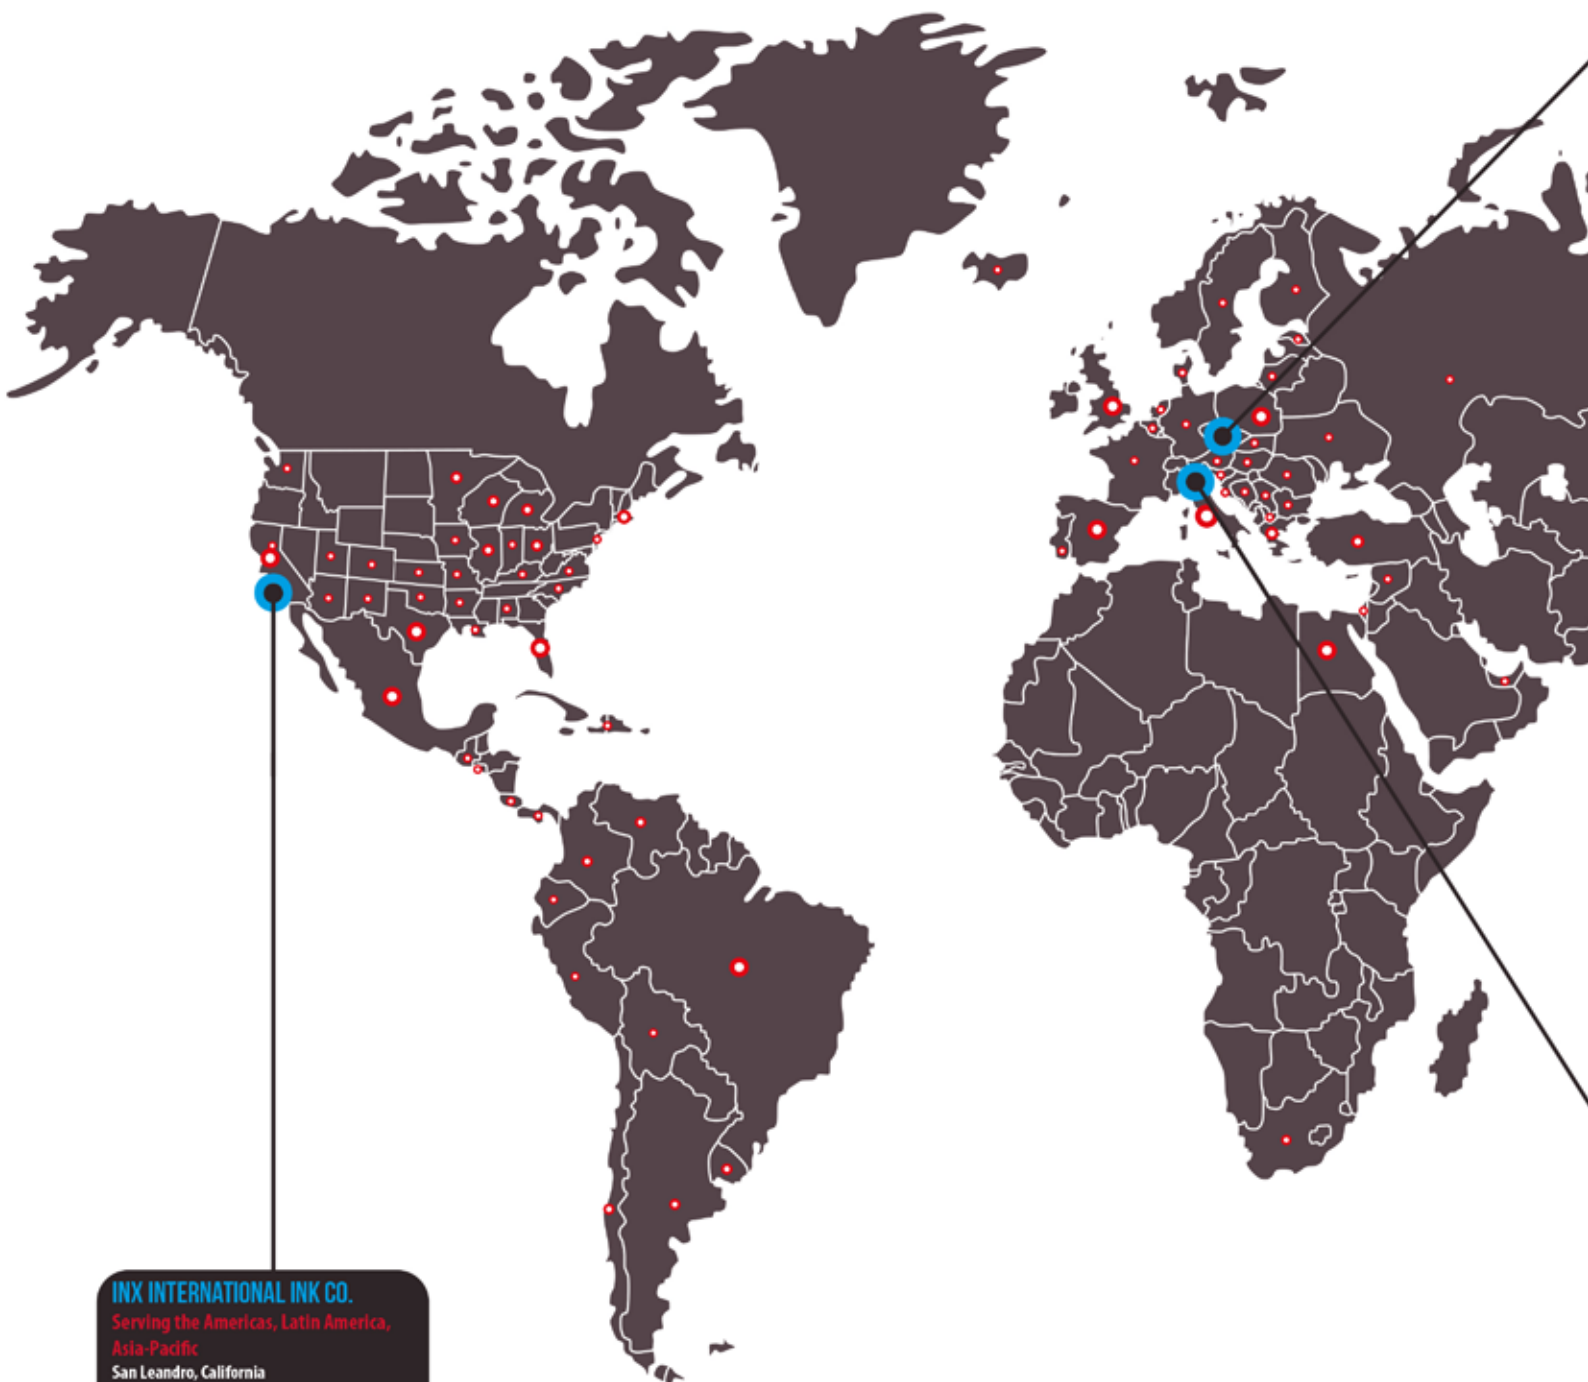 INX INTERNATIONAL INK CO.
Serving the Americas, Latin America,
Asia-Pacific
San Leandro, California